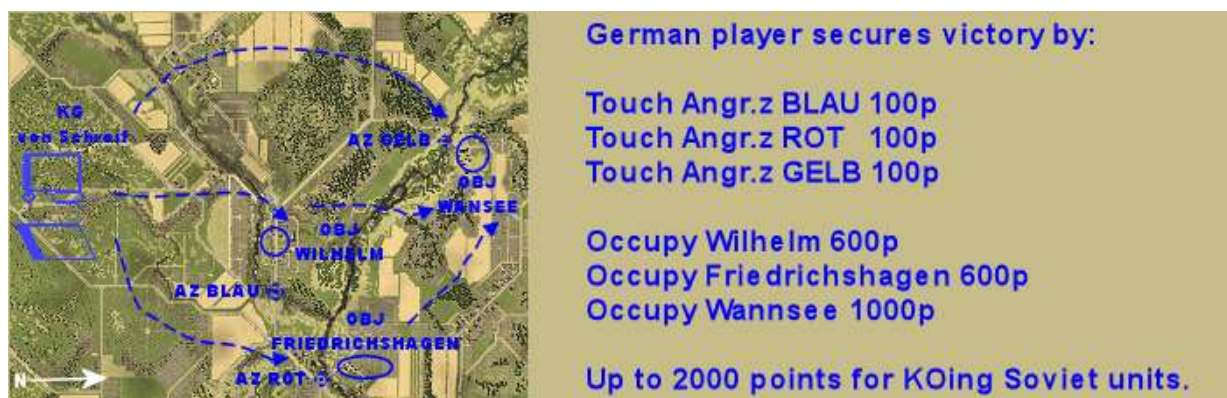 KG
von Schreif
AZ GELB
OBJ
WANSEE
OBJ
WILHELM
AZ BLAU
OBJ
FRIEDRICHSHAGEN
AZ ROT
N
German player secures victory by:
Touch Angr.z BLAU 100p
Touch Angr.z ROT 100p
Touch Angr.z GELB 100p
Occupy Wilhelm 600p
Occupy Friedrichshagen 600p
Occupy Wannsee 1000p
Up to 2000 points for KOing Soviet units.